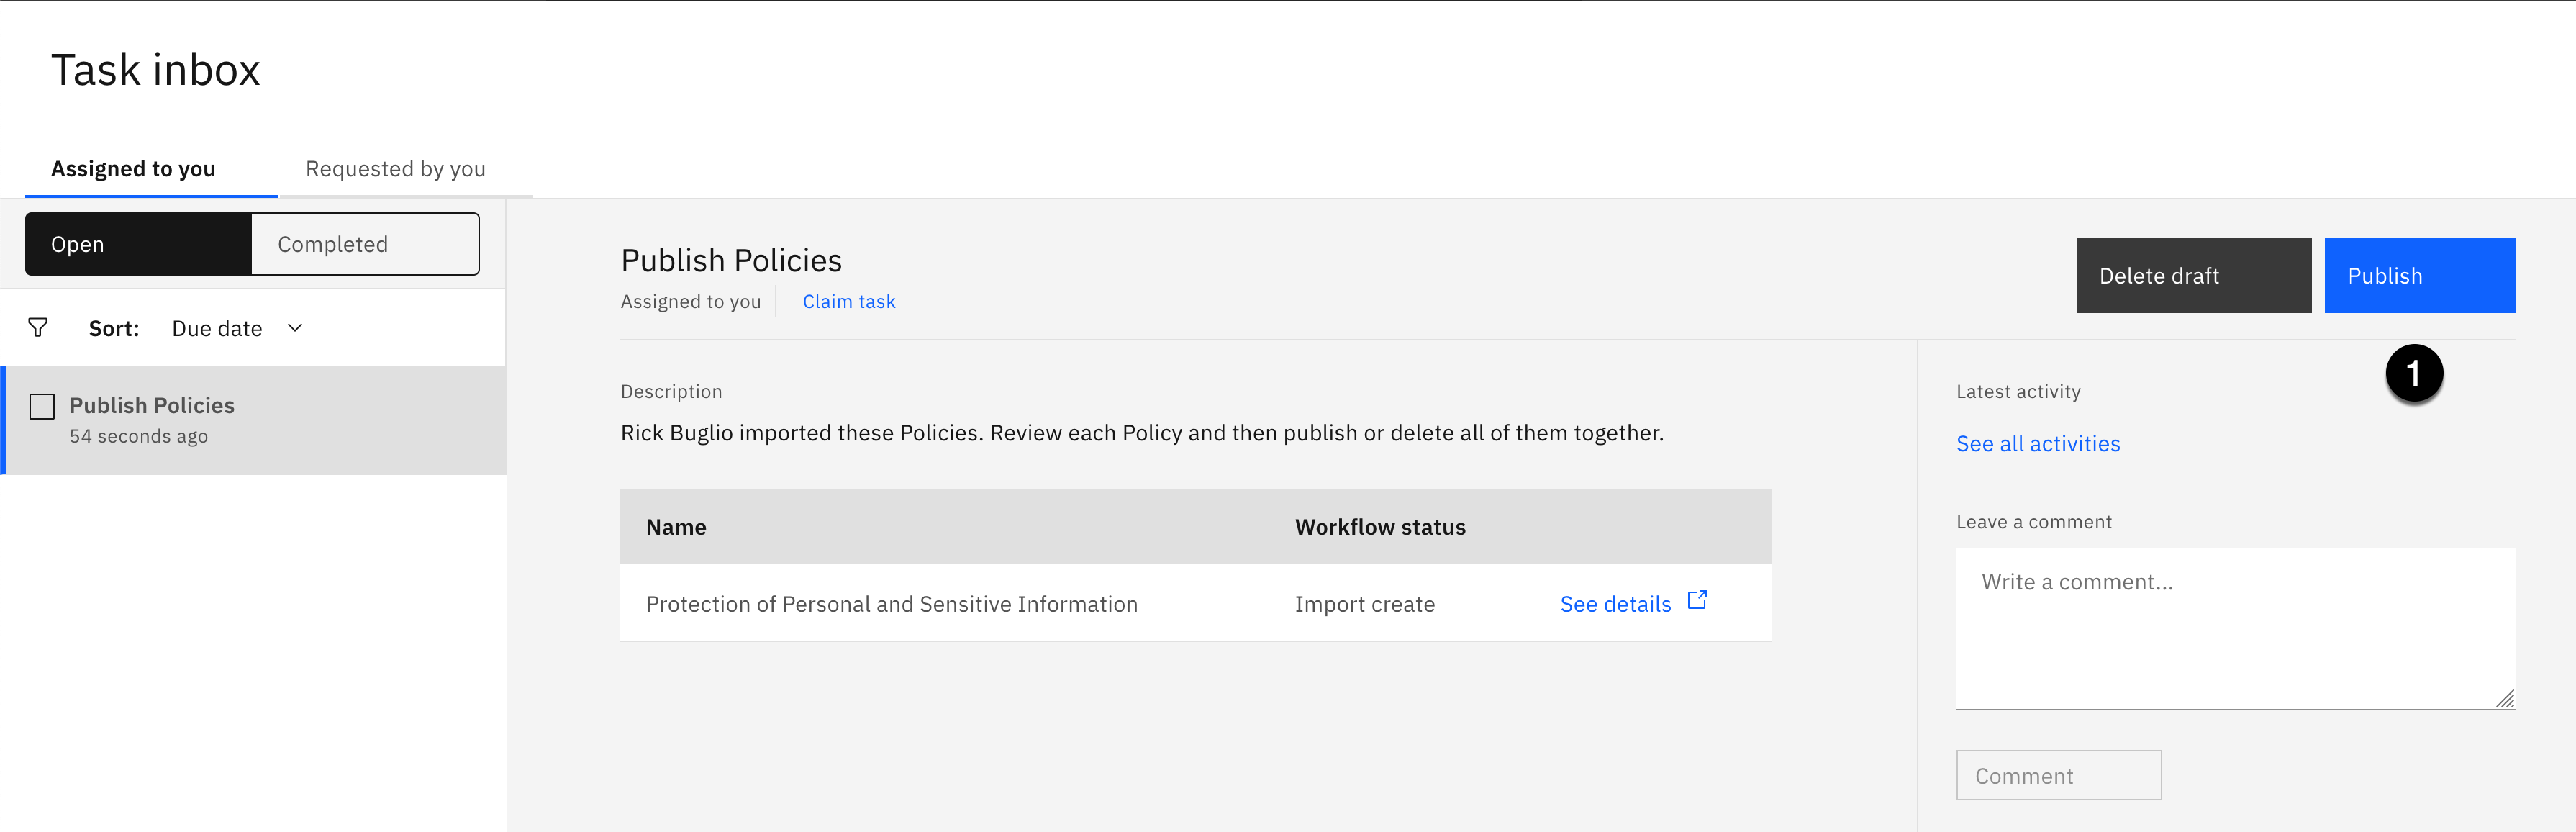 Task inbox
Assigned to you
Requested by you
Open
Completed
Sort: Due date
Publish Policies
54 seconds ago
Publish Policies
Assigned to you
Claim task
Delete draft
Publish
1
Description
Rick Buglio imported these Policies. Review each Policy and then publish or delete all of them together.
Name
Workflow status
Protection of Personal and Sensitive Information
Import create
See details
Latest activity
See all activities
Leave a comment
Write a comment...
Comment